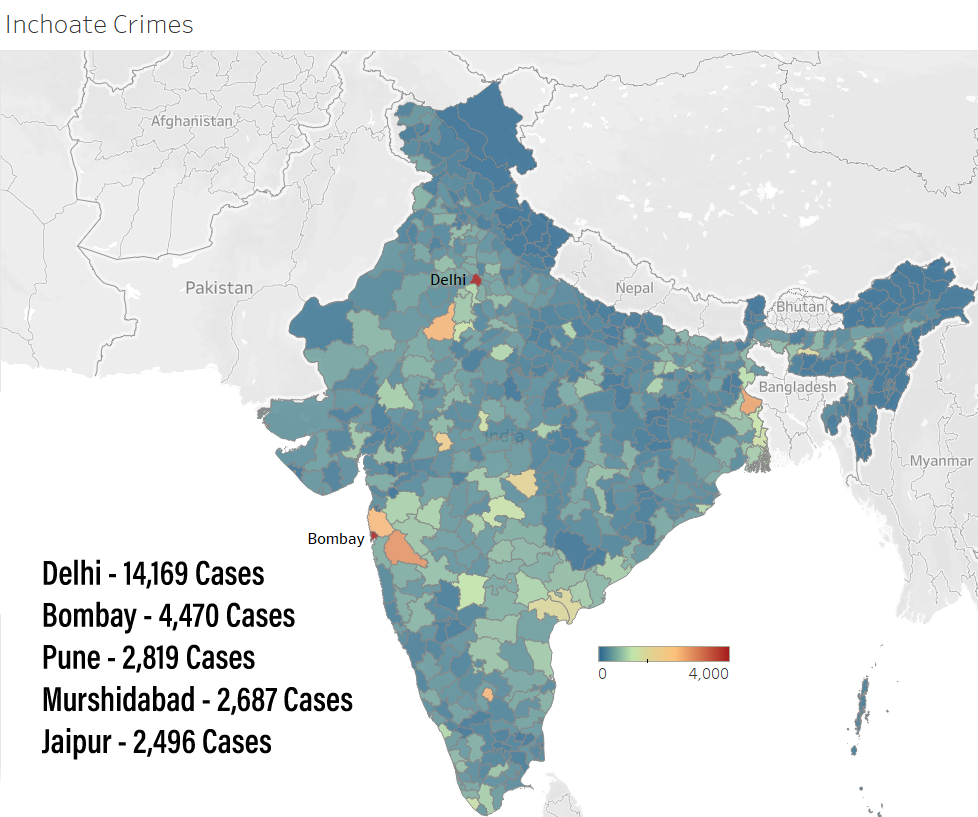 Inchoate Crimes
Afghanistan
Pakistan
Delhi
Nepal
Bhutan
Bangladesh
India
Myanmar
Bombay
Delhi - 14,169 Cases
Bombay - 4,470 Cases
Pune - 2,819 Cases
Murshidabad - 2,687 Cases
Jaipur - 2,496 Cases
0 4,000